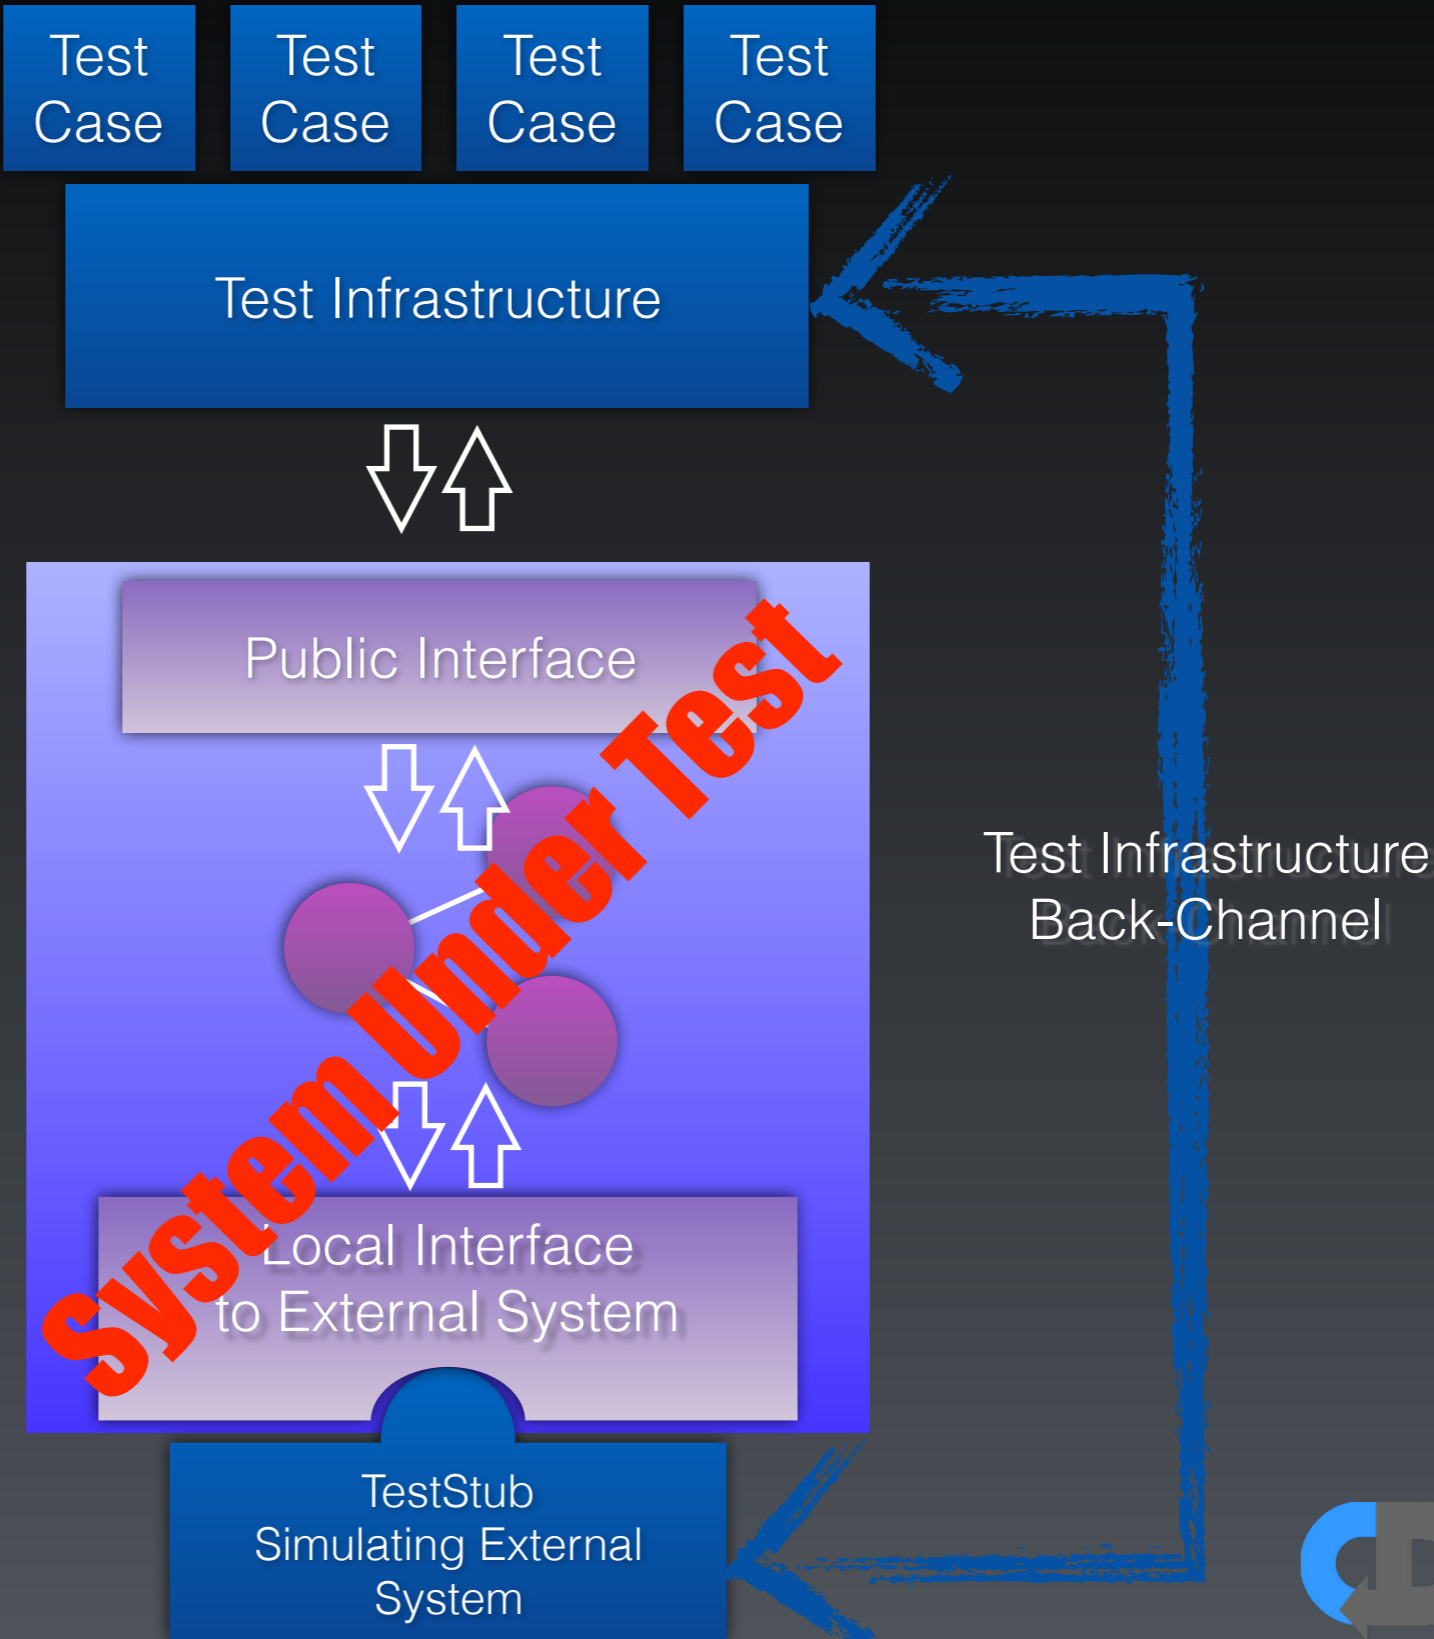 Test
Case
Test
Case
Test
Case
Test
Case
Test Infrastructure
Public Interface
System Under Test
Test Infrastructure
Back-Channel
Local Interface
to External System
TestStub
Simulating External
System